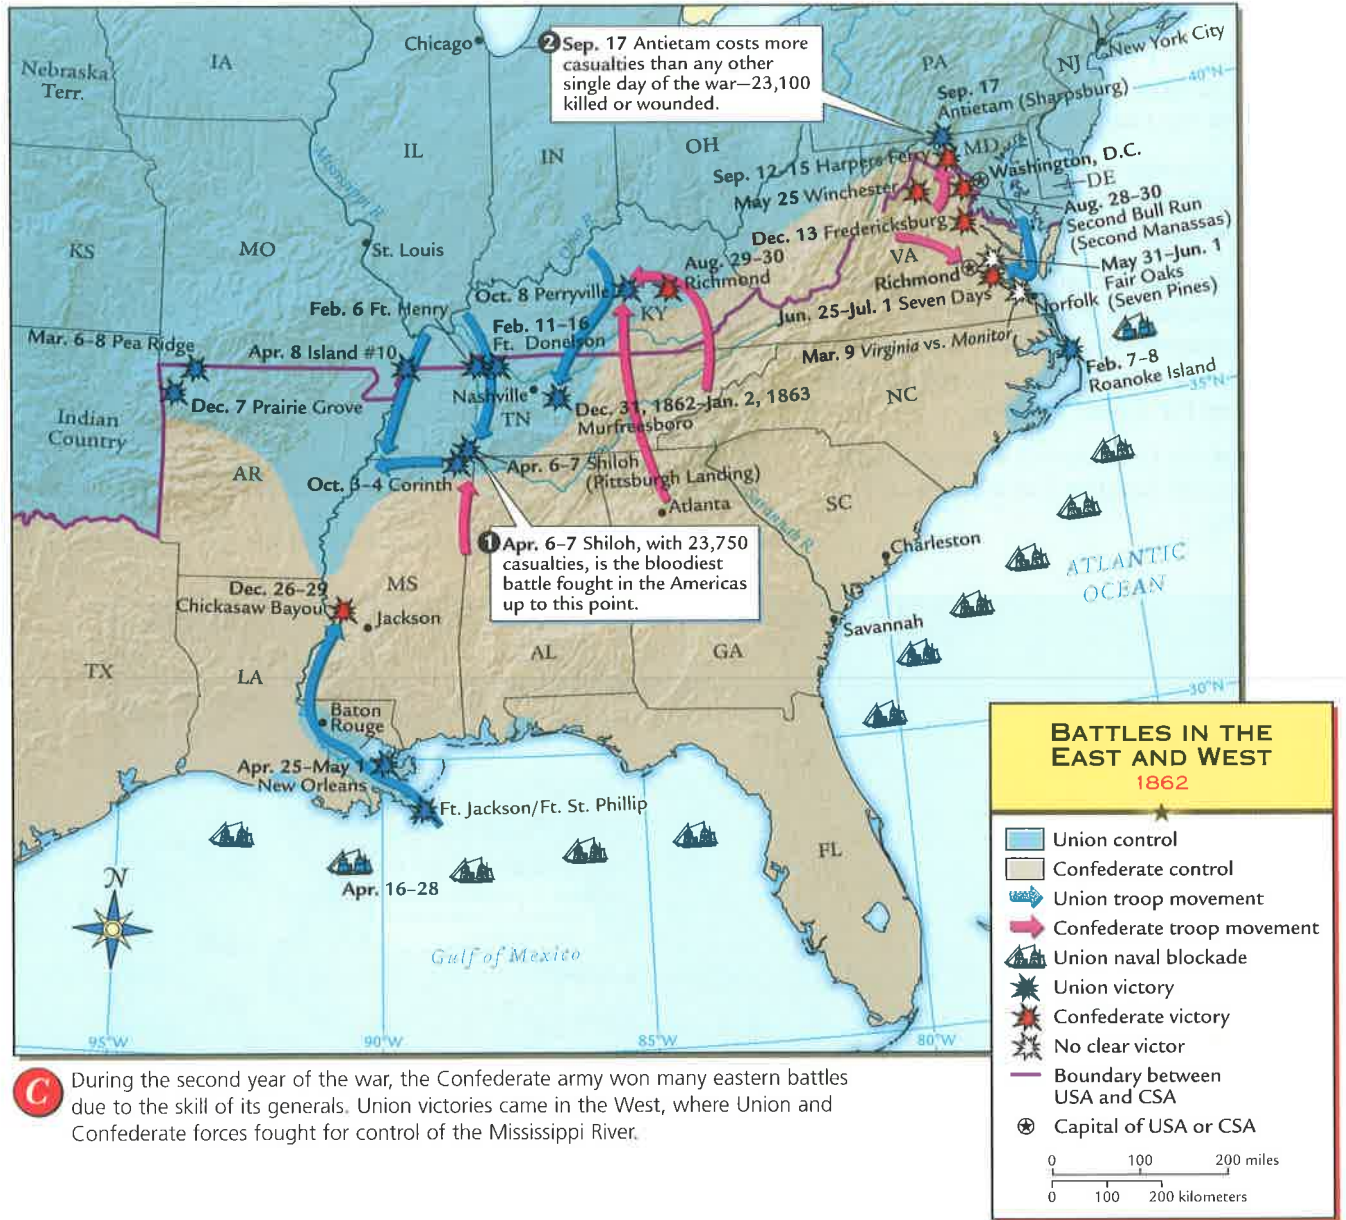 Nebraska
Terr.
IA
Chicago
❷ Sep. 17 Antietam costs more
casualties than any other
single day of the war—23,100
killed or wounded.
PA
NJ
New York City
40°N
Sep. 17
Antietam (Sharpsburg)
Mississippi R.
IL
IN
OH
MD
Washington, D.C.
DE
Sep. 12–15 Harpers Ferry
May 25 Winchester
Aug. 28–30
Second Bull Run
(Second Manassas)
Dec. 13 Fredericksburg
VA
May 31–Jun. 1
Fair Oaks
(Seven Pines)
KS
MO
St. Louis
Ohio R.
Aug. 29–30
Richmond
Richmond
Oct. 8 Perryville
KY
Jun. 25–Jul. 1 Seven Days
Norfolk
Feb. 6 Ft. Henry
Feb. 11–16
Ft. Donelson
Mar. 9 Virginia vs. Monitor
Mar. 6–8 Pea Ridge
Apr. 8 Island #10
Feb. 7–8
Roanoke Island
35°N
Dec. 7 Prairie Grove
Nashville
TN
Dec. 31, 1862–Jan. 2, 1863
Murfreesboro
NC
Indian
Country
AR
Oct. 3–4 Corinth
Apr. 6–7 Shiloh
(Pittsburgh Landing)
Atlanta
Savannah R.
SC
❶ Apr. 6–7 Shiloh, with 23,750
casualties, is the bloodiest
battle fought in the Americas
up to this point.
Charleston
ATLANTIC
OCEAN
Dec. 26–29
Chickasaw Bayou
MS
Jackson
Savannah
TX
LA
AL
GA
30°N
Baton
Rouge
Apr. 25–May 1
New Orleans
Ft. Jackson/Ft. St. Phillip
FL
N
Apr. 16–28
Gulf of Mexico
95°W
90°W
85°W
80°W
BATTLES IN THE
EAST AND WEST
1862
Union control
Confederate control
Union troop movement
Confederate troop movement
Union naval blockade
Union victory
Confederate victory
No clear victor
Boundary between
USA and CSA
Capital of USA or CSA
0 100 200 miles
0 100 200 kilometers
C During the second year of the war, the Confederate army won many eastern battles
due to the skill of its generals. Union victories came in the West, where Union and
Confederate forces fought for control of the Mississippi River.